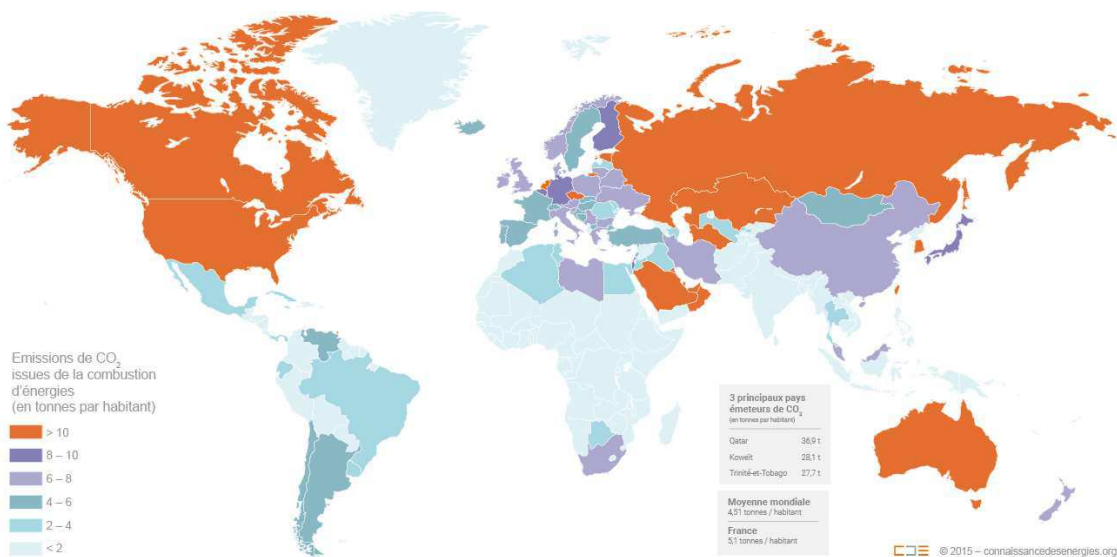 Emissions de CO2
issues de la combustion
d'énergies
(en tonnes par habitant)
> 10
8 – 10
6 – 8
4 – 6
2 – 4
< 2
3 principaux pays
émeteurs de CO2
(en tonnes par habitant)
Qatar 36,9 t
Koweït 28,1 t
Trinité-et-Tobago 27,7 t
Moyenne mondiale
4,51 tonnes / habitant
France
5,1 tonnes / habitant
© 2015 – connaissancedesenergies.org